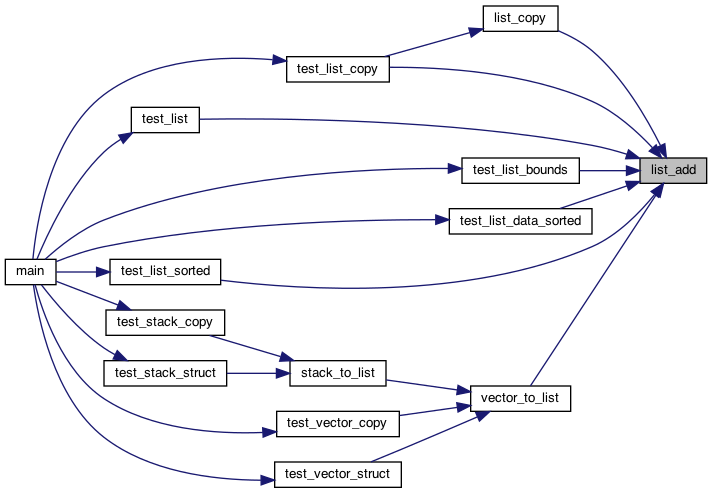 list_copy
test_list_copy
test_list
list_add
test_list_bounds
test_list_data_sorted
main
test_list_sorted
test_stack_copy
test_stack_struct
stack_to_list
vector_to_list
test_vector_copy
test_vector_struct